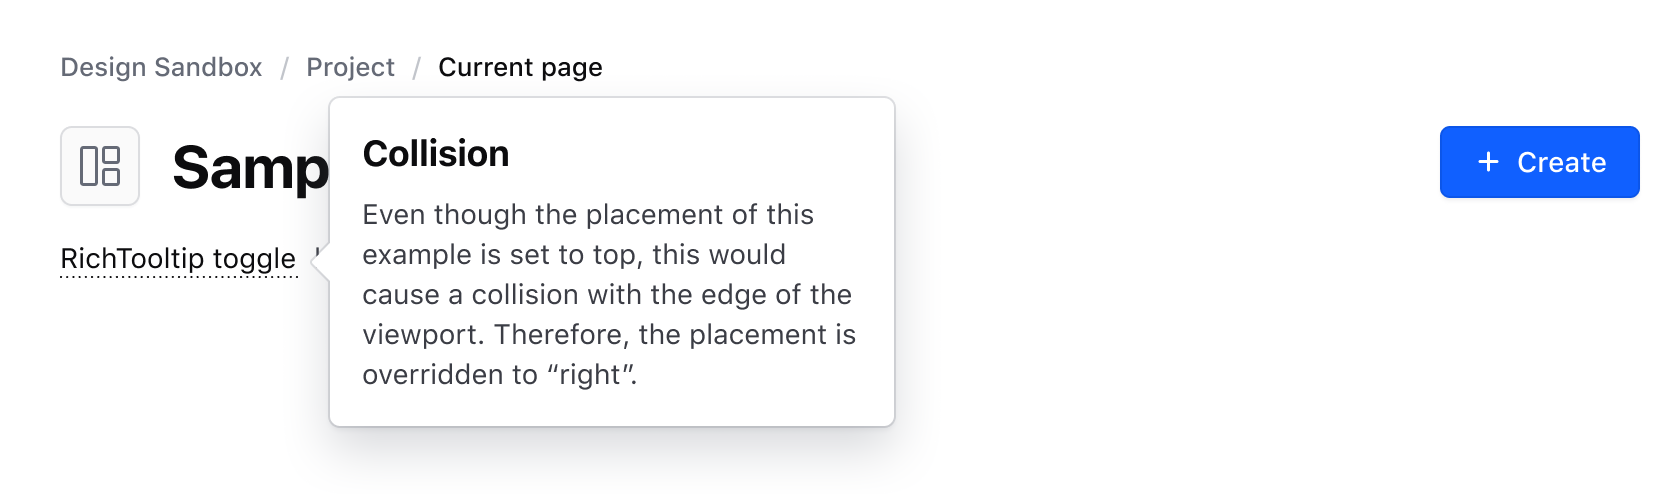 Design Sandbox / Project / Current page
Samp
+ Create
RichTooltip toggle
Collision
Even though the placement of this
example is set to top, this would
cause a collision with the edge of the
viewport. Therefore, the placement is
overridden to “right”.